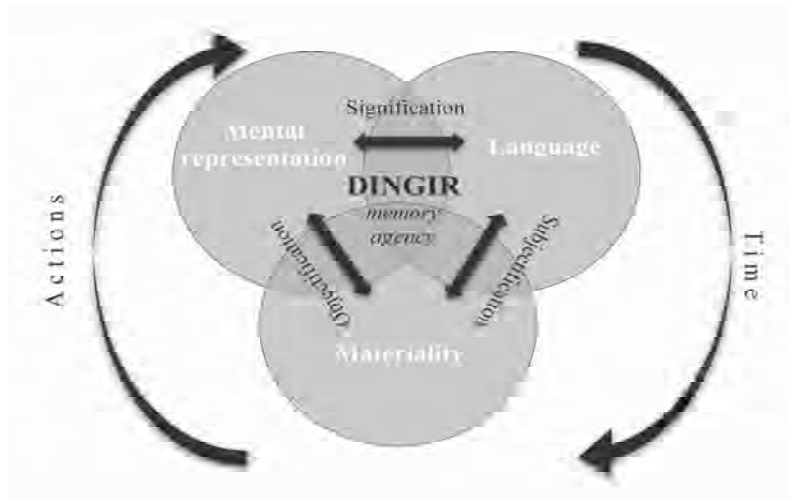 Signification
Mental
representation
Language
DINGIR
memory
agency
Objectification
Subjectification
Materiality
Actions
Time